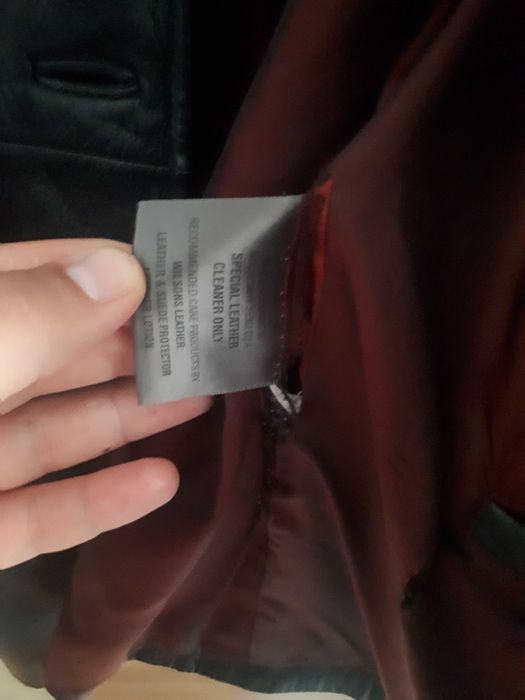 SPECIAL LEATHER
CLEANER ONLY
RECOMMENDED CARE PRODUCTS BY
WILSONS LEATHER:
LEATHER & SUEDE PROTECTOR
LOTION